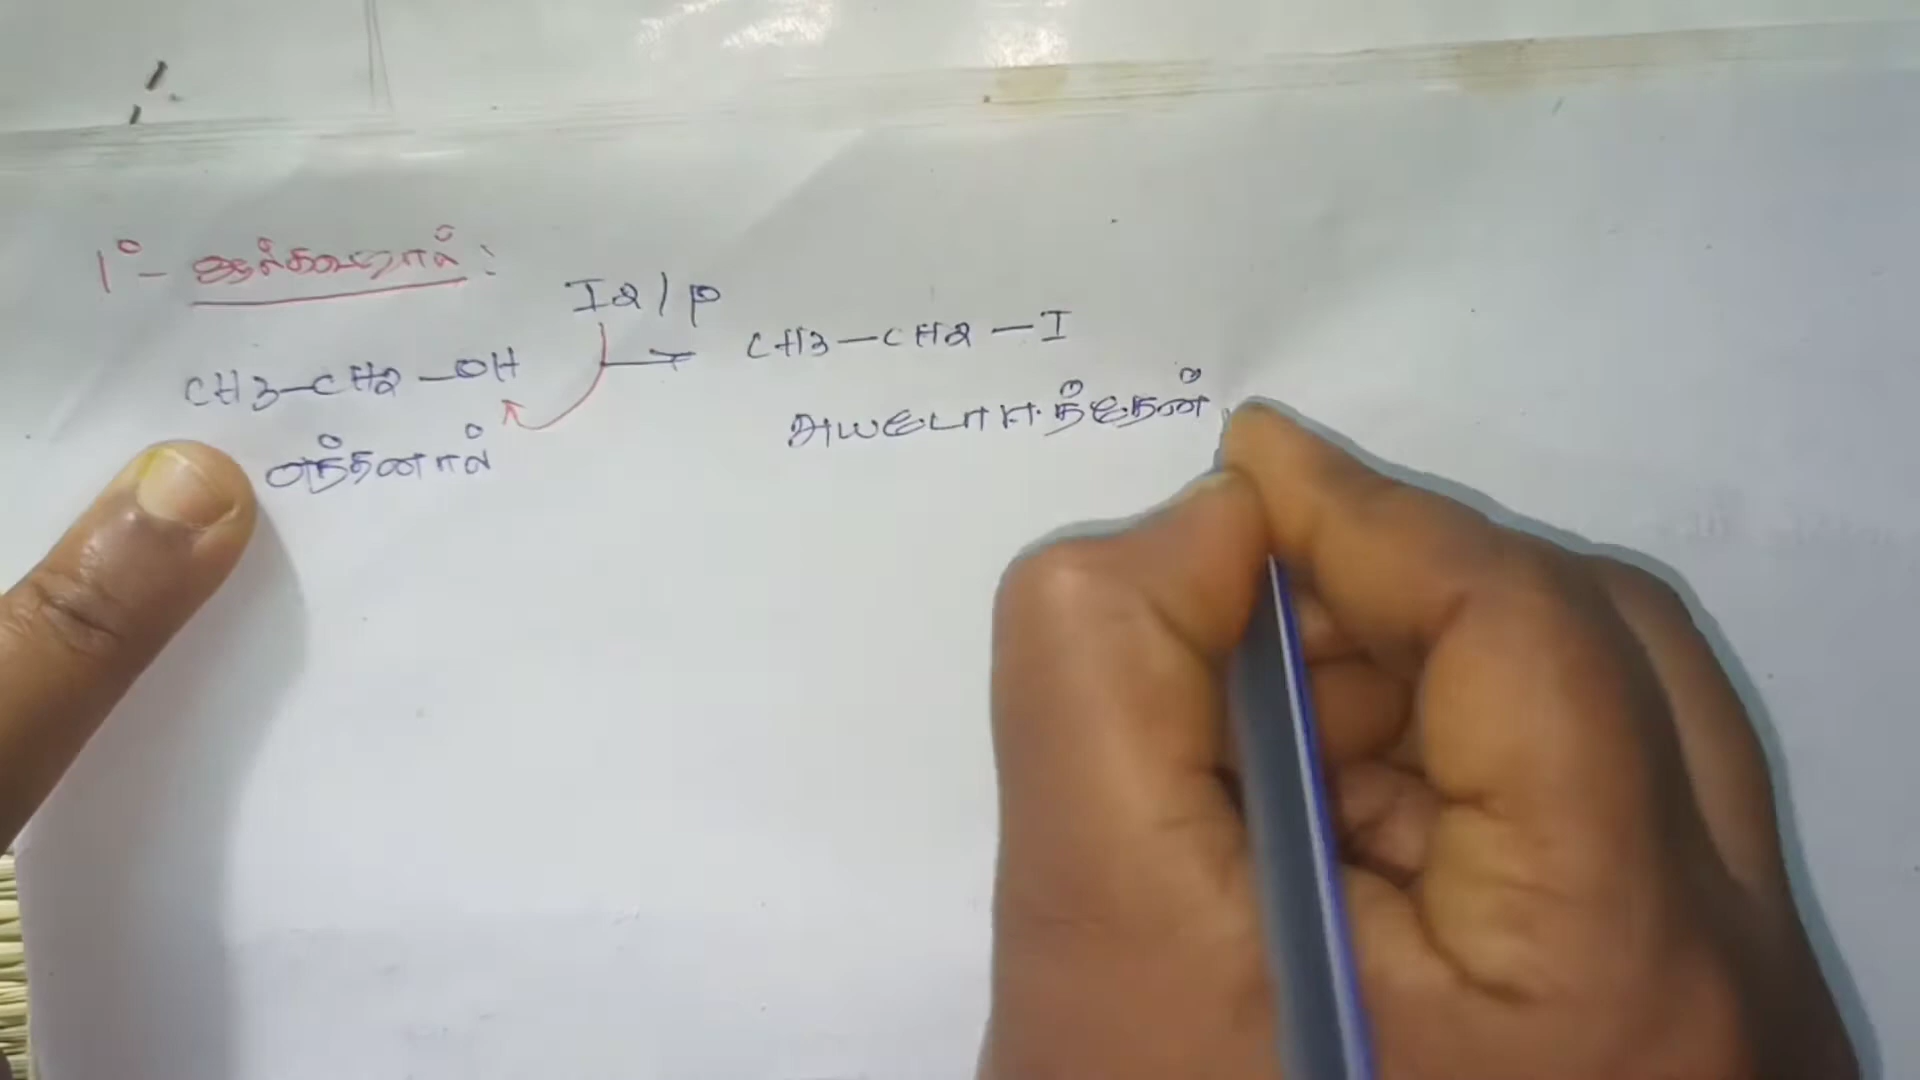 1° - ஆல்கஹால் :
I2 / P
CH3 — CH2 — OH
CH3 — CH2 — I
எத்தனால்
அயடோஈத்தேன்